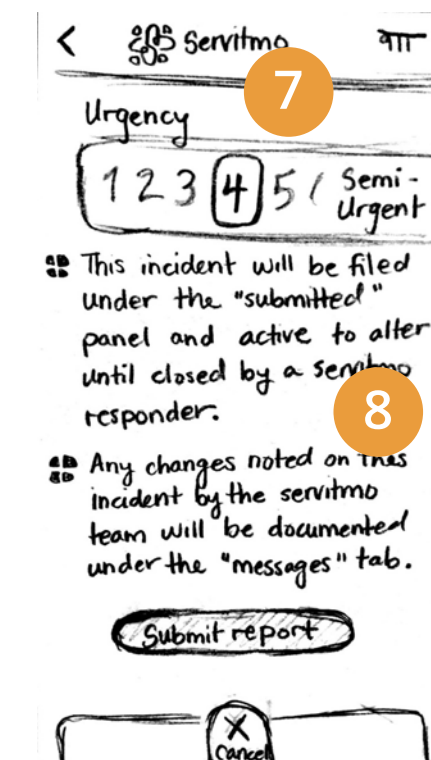 < Servitmo
7
Urgency
1 2 3 4 5 / Semi-
Urgent
This incident will be filed
under the "submitted"
panel and active to alter
until closed by a servitmo
responder.
8
Any changes noted on this
incident by the servitmo
team will be documented
under the "messages" tab.
Submit report
X
Cancel